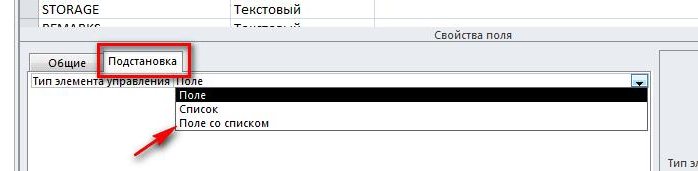 STORAGE Текстовый
REMARKS Текстовый
Свойства поля
Общие Подстановка
Тип элемента управления Поле
Поле
Список
Поле со списком
Тип эл